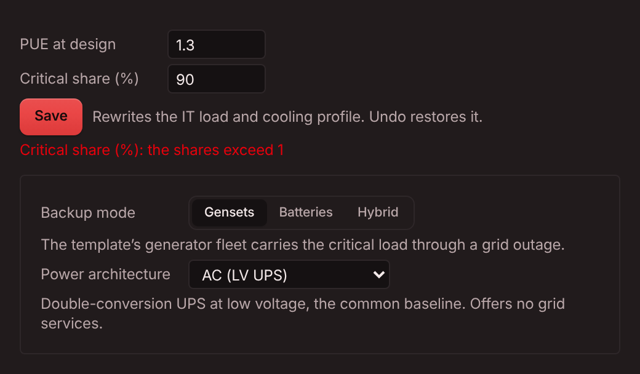 PUE at design 1.3
Critical share (%) 90
Save Rewrites the IT load and cooling profile. Undo restores it.
Critical share (%): the shares exceed 1
Backup mode Gensets Batteries Hybrid
The template’s generator fleet carries the critical load through a grid outage.
Power architecture AC (LV UPS)
Double-conversion UPS at low voltage, the common baseline. Offers no grid
services.